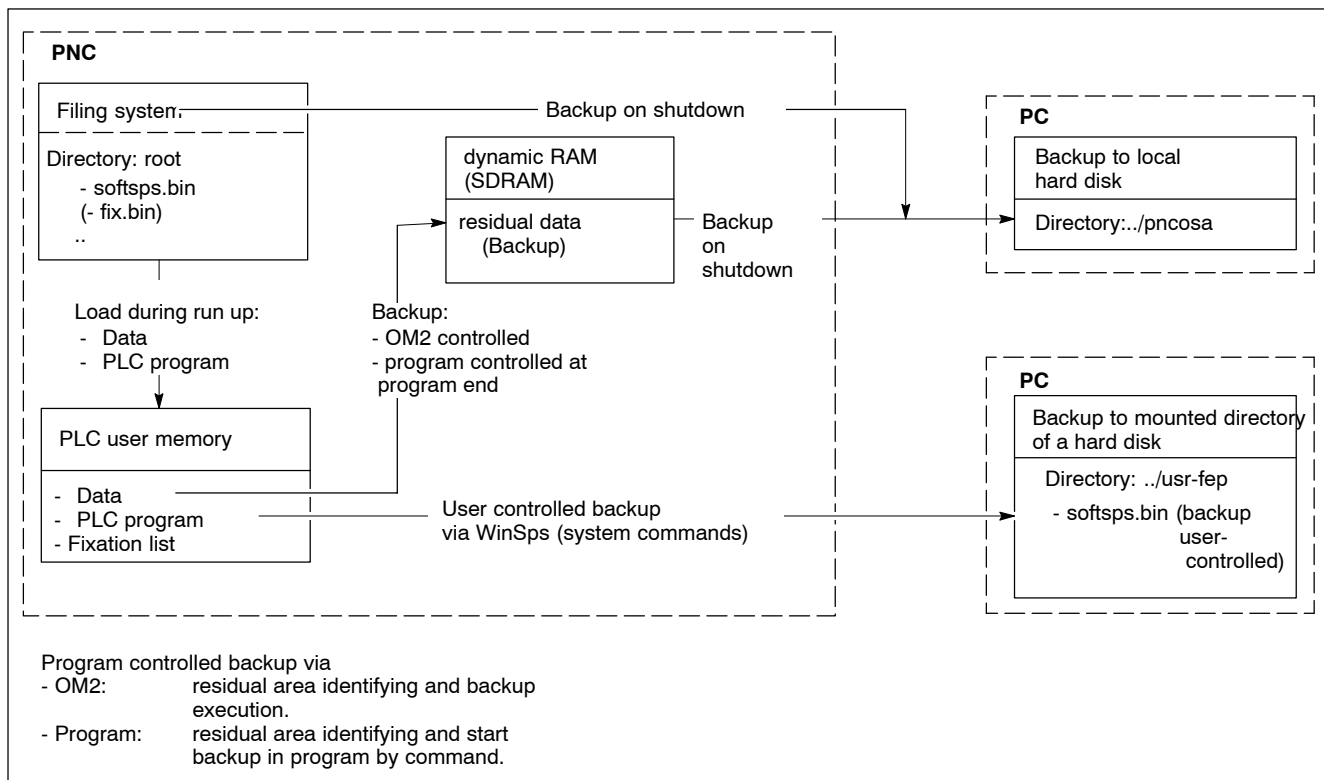 PNC
Filing system
Directory: root
- softsps.bin
(- fix.bin)
..
Load during run up:
- Data
- PLC program
PLC user memory
- Data
- PLC program
- Fixation list
Backup on shutdown
dynamic RAM
(SDRAM)
residual data
(Backup)
Backup
on
shutdown
Backup:
- OM2 controlled
- program controlled at
program end
User controlled backup
via WinSps (system commands)
PC
Backup to local
hard disk
Directory:../pncosa
PC
Backup to mounted directory
of a hard disk
Directory: ../usr-fep
- softsps.bin (backup
user-
controlled)
Program controlled backup via
- OM2: residual area identifying and backup
execution.
- Program: residual area identifying and start
backup in program by command.